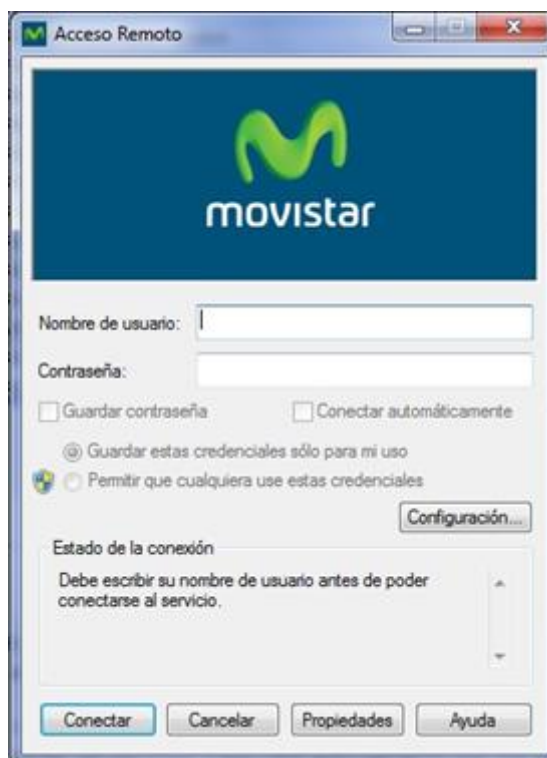 Acceso Remoto
movistar
Nombre de usuario:
Contraseña:
Guardar contraseña Conectar automáticamente
Guardar estas credenciales sólo para mi uso
Permitir que cualquiera use estas credenciales
Configuración...
Estado de la conexión
Debe escribir su nombre de usuario antes de poder
conectarse al servicio.
Conectar Cancelar Propiedades Ayuda